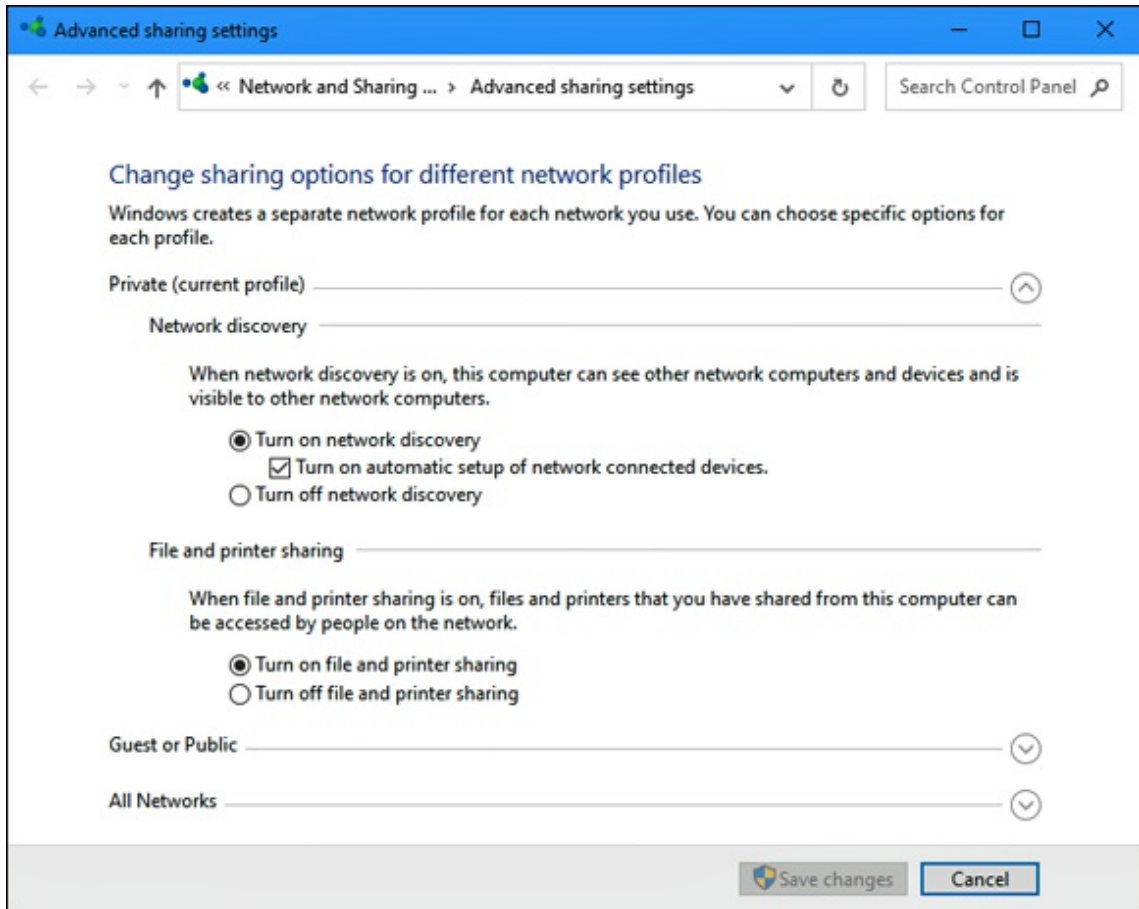 Advanced sharing settings
« Network and Sharing ... › Advanced sharing settings
Search Control Panel
Change sharing options for different network profiles
Windows creates a separate network profile for each network you use. You can choose specific options for
each profile.
Private (current profile)
Network discovery
When network discovery is on, this computer can see other network computers and devices and is
visible to other network computers.
Turn on network discovery
Turn on automatic setup of network connected devices.
Turn off network discovery
File and printer sharing
When file and printer sharing is on, files and printers that you have shared from this computer can
be accessed by people on the network.
Turn on file and printer sharing
Turn off file and printer sharing
Guest or Public
All Networks
Save changes
Cancel